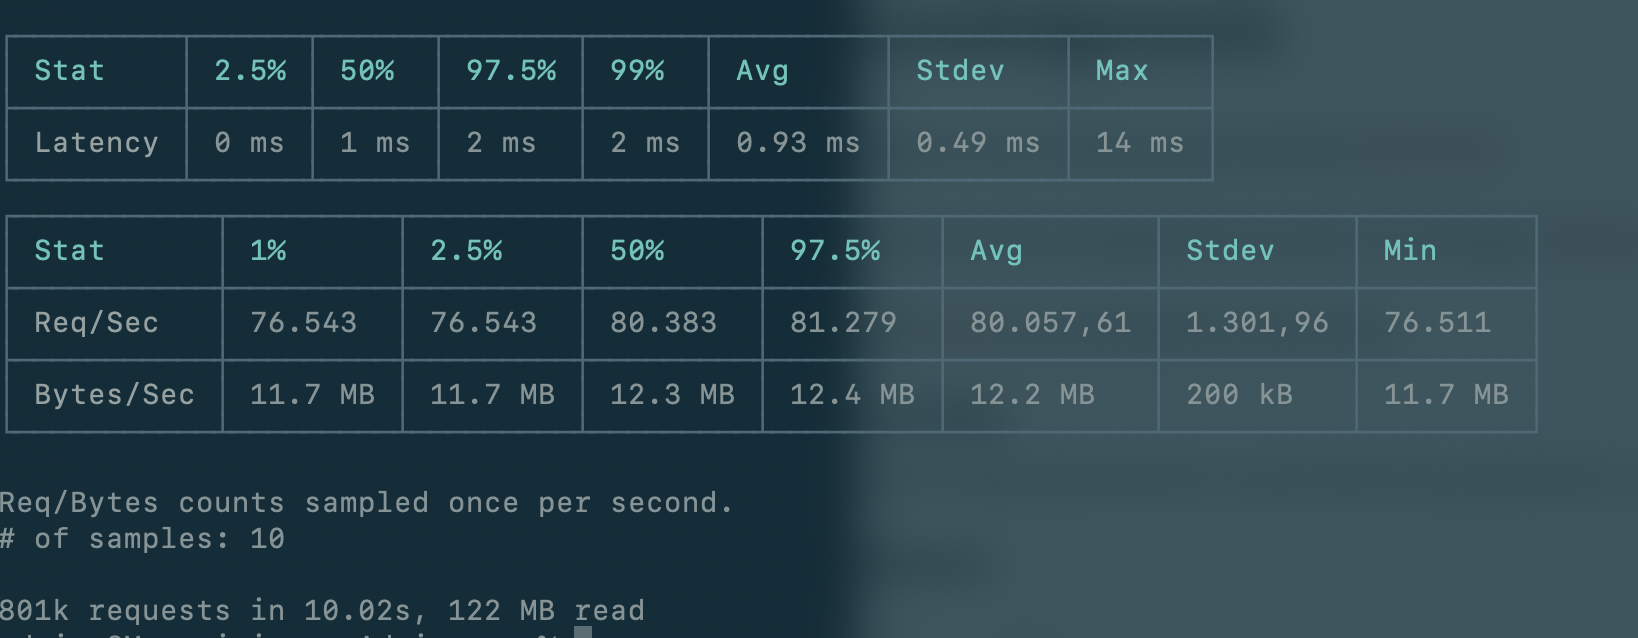 Stat 2.5% 50% 97.5% 99% Avg Stdev Max
Latency 0 ms 1 ms 2 ms 2 ms 0.93 ms 0.49 ms 14 ms
Stat 1% 2.5% 50% 97.5% Avg Stdev Min
Req/Sec 76.543 76.543 80.383 81.279 80.057,61 1.301,96 76.511
Bytes/Sec 11.7 MB 11.7 MB 12.3 MB 12.4 MB 12.2 MB 200 kB 11.7 MB
Req/Bytes counts sampled once per second.
# of samples: 10
801k requests in 10.02s, 122 MB read